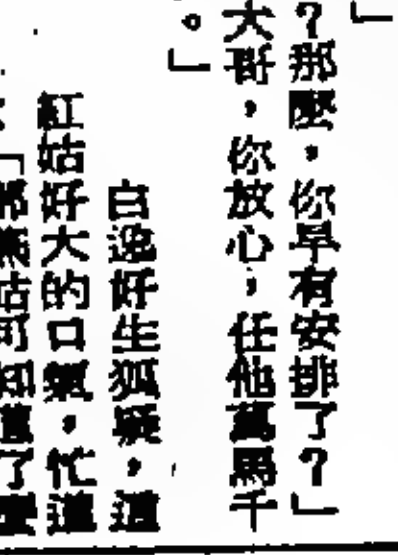 」
？那麼，你早有安排了？」
大哥，你放心，任他萬馬千
。」
白逸好生狐疑，這
紅姑好大的口氣，忙道
「那萬姑可知道了